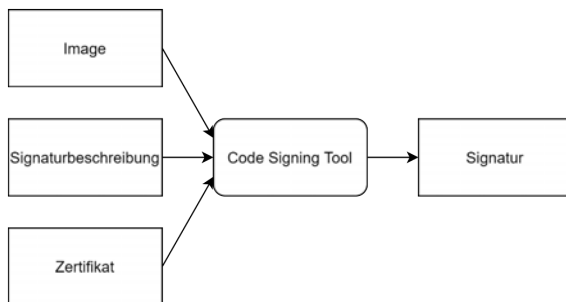 Image
Signaturbeschreibung
Code Signing Tool
Signatur
Zertifikat